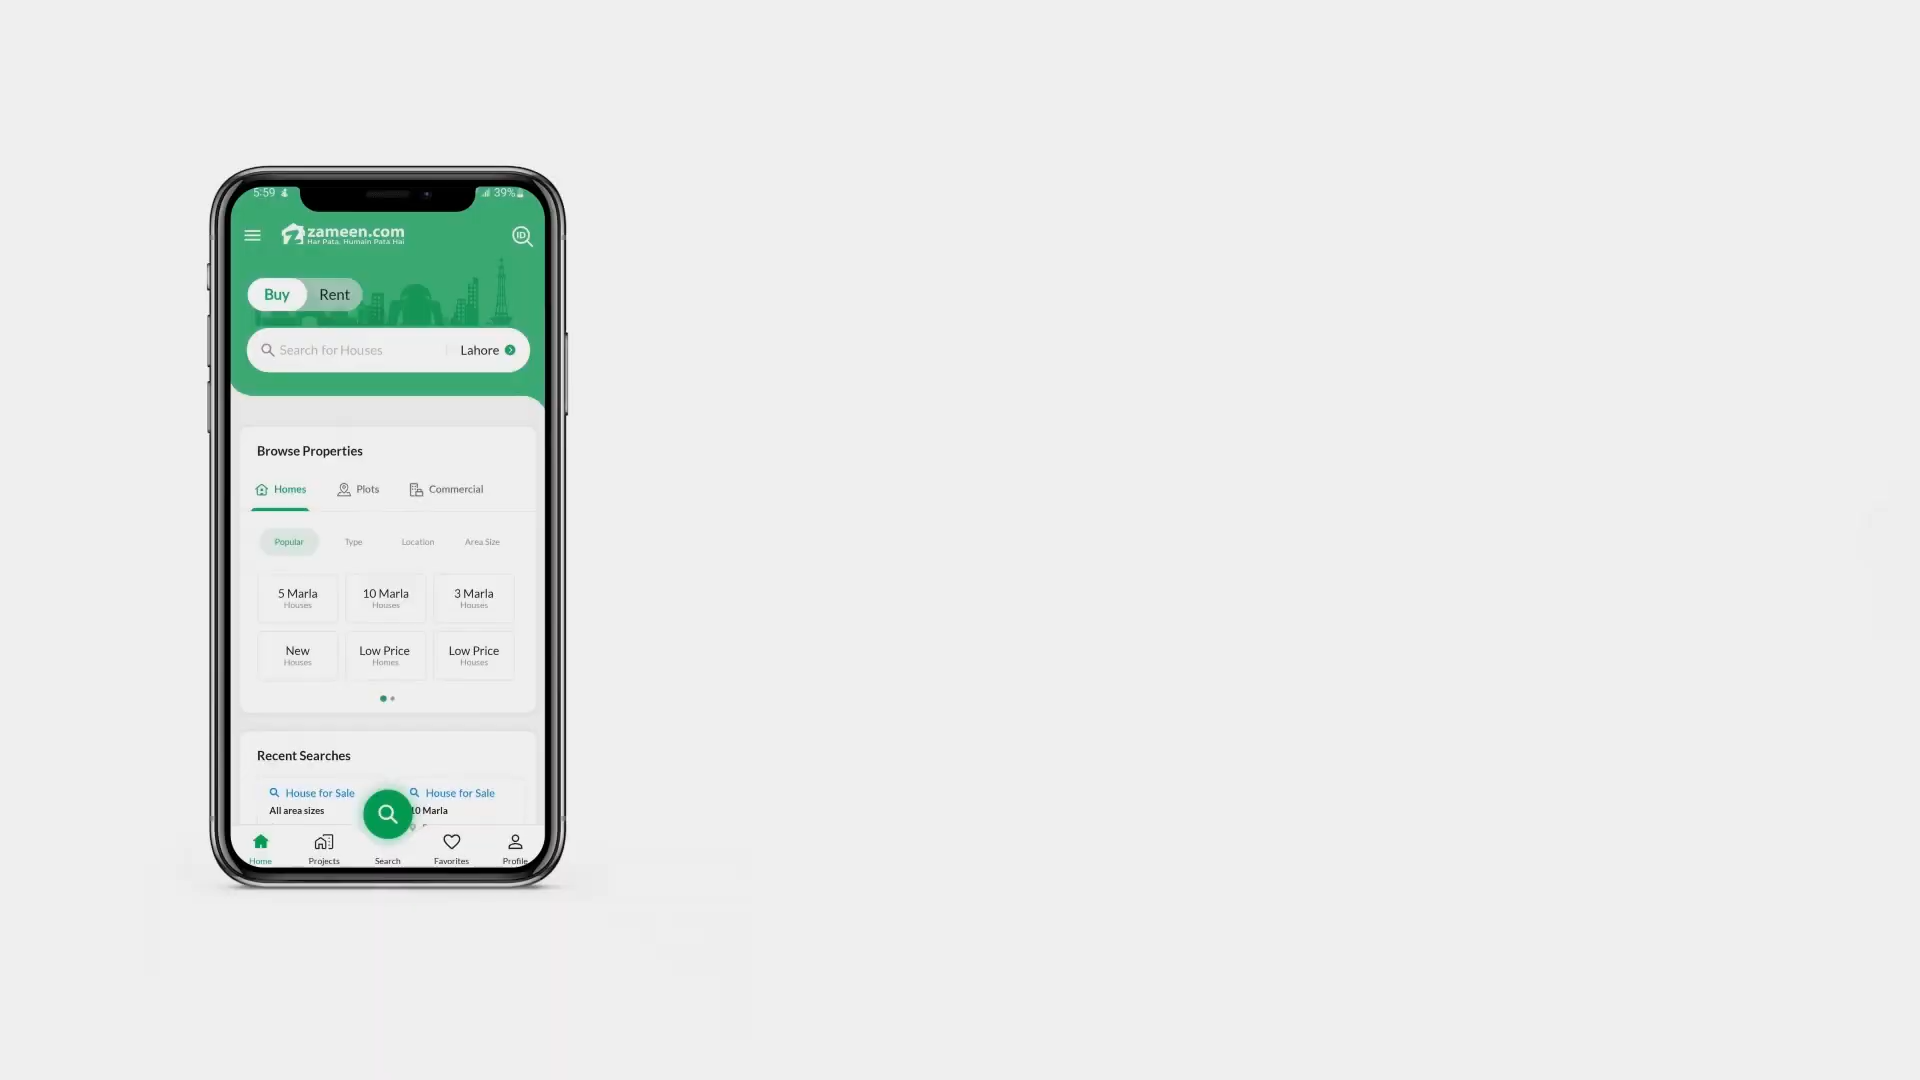 5:59
39%
zameen.com
Har Pata, Humain Pata Hai
ID
Buy Rent
Search for Houses Lahore
Browse Properties
Homes Plots Commercial
Popular Type Location Area Size
5 Marla 10 Marla 3 Marla
Houses Houses Houses
New Low Price Low Price
Houses Homes Houses
Recent Searches
House for Sale House for Sale
All area sizes 10 Marla
Home Projects Search Favorites Profile